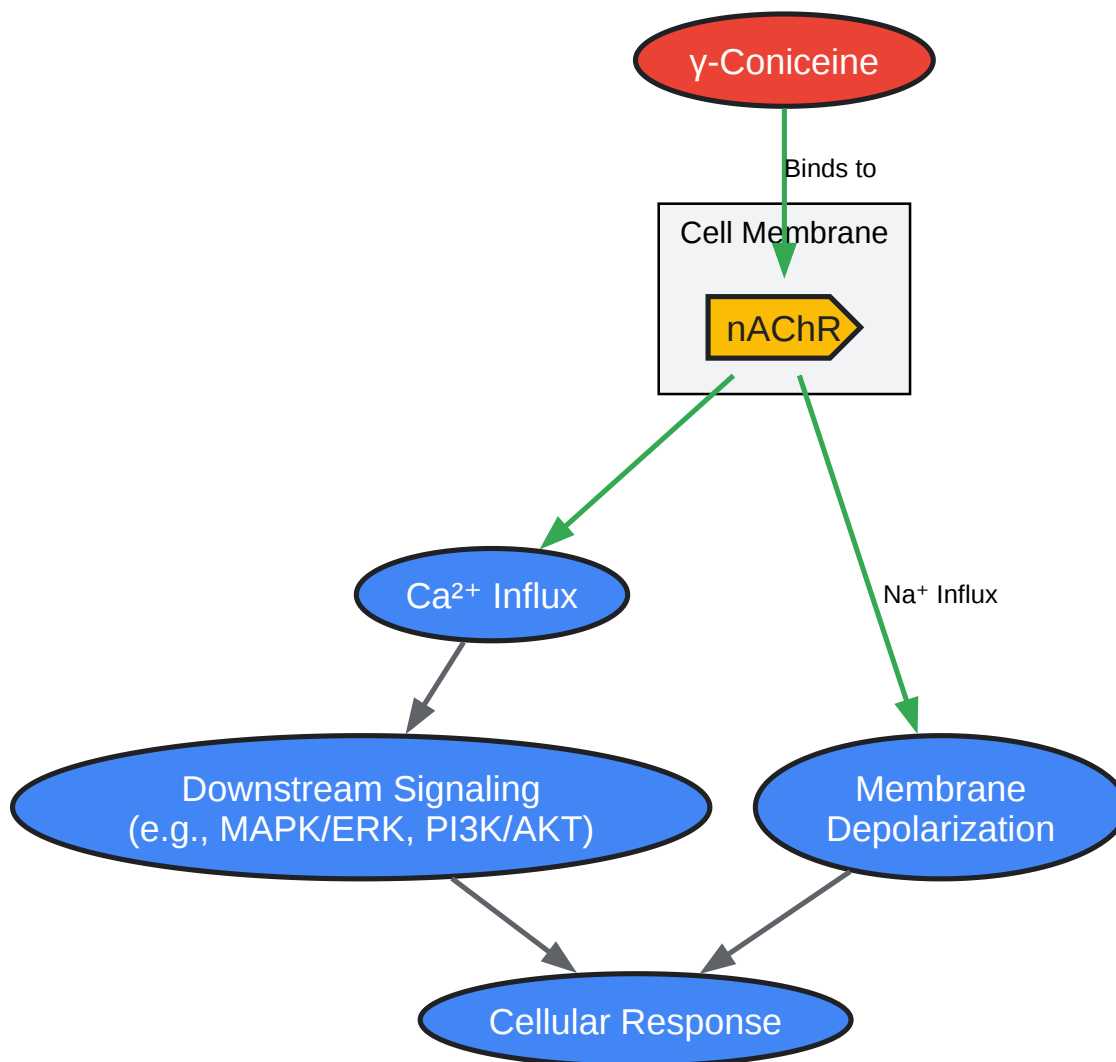 γ-Coniceine
Binds to
Cell Membrane
nAChR
Ca²⁺ Influx
Na⁺ Influx
Downstream Signaling
(e.g., MAPK/ERK, PI3K/AKT)
Membrane
Depolarization
Cellular Response